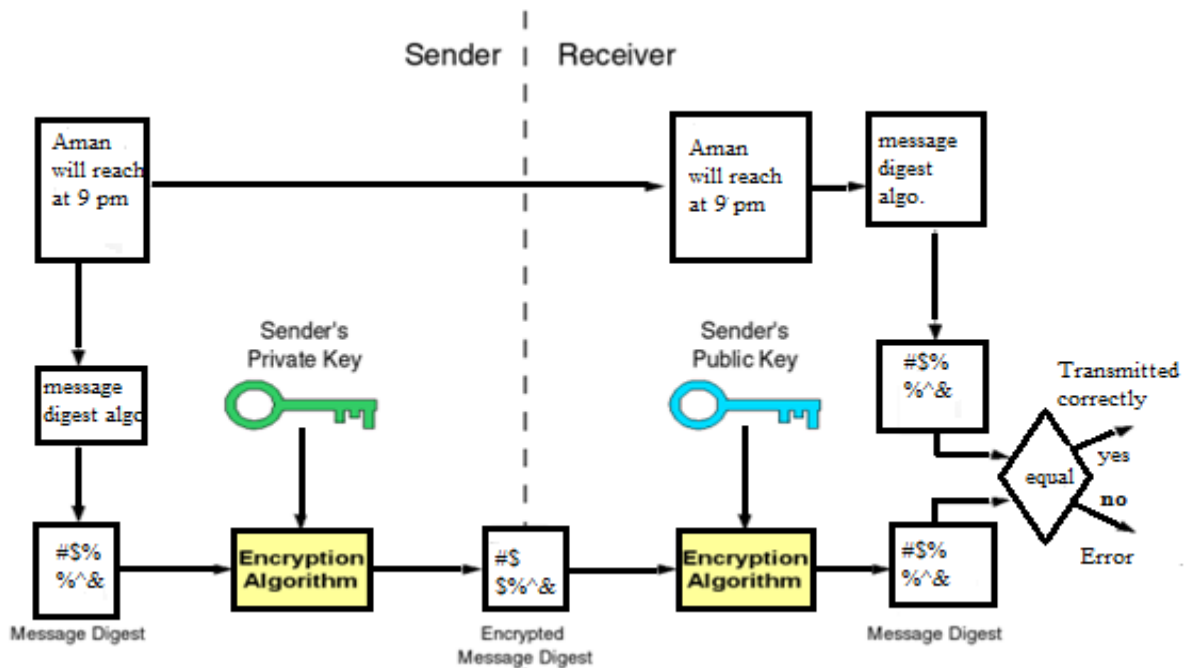 Sender
Receiver
Aman
will reach
at 9 pm
Aman
will reach
at 9 pm
message
digest
algo.
Sender's
Private Key
Sender's
Public Key
message
digest algo
#$%
%^&
Transmitted
correctly
equal
yes
no
Error
#$%
%^&
Message Digest
Encryption
Algorithm
#$
$%^&
Encrypted
Message Digest
Encryption
Algorithm
#$%
%^&
Message Digest